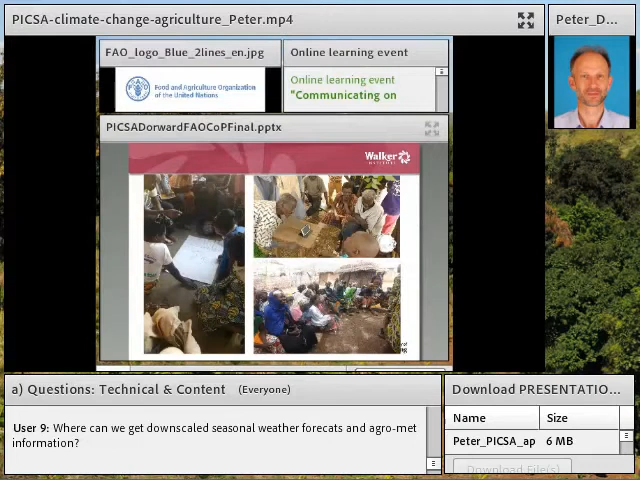 PICSA-climate-change-agriculture_Peter.mp4
Peter_D...
FAO_logo_Blue_2lines_en.jpg
Online learning event
Food and Agriculture Organization
of the United Nations
Online learning event
"Communicating on
PICSADorwardFAOCoPFinal.pptx
Walker
a) Questions: Technical & Content (Everyone)
User 9: Where can we get downscaled seasonal weather forecats and agro-met
information?
Download PRESENTATIO...
Name Size
Peter_PICSA_ap 6 MB
Download File(s)